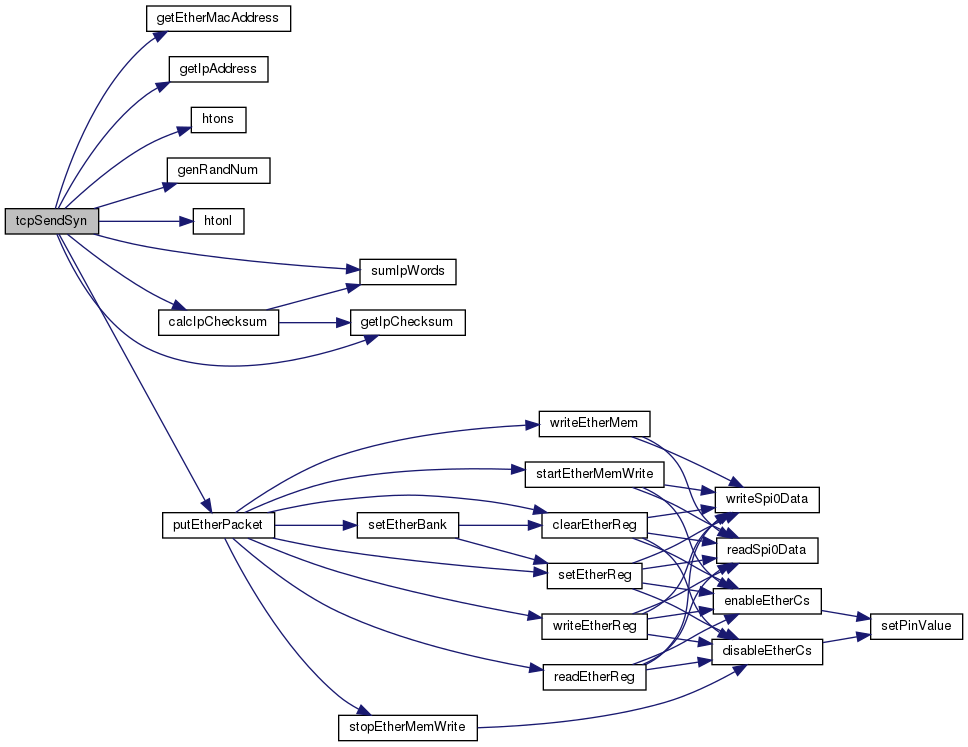 getEtherMacAddress
getIpAddress
htons
genRandNum
tcpSendSyn
htonl
sumIpWords
calcIpChecksum
getIpChecksum
writeEtherMem
startEtherMemWrite
writeSpi0Data
putEtherPacket
setEtherBank
clearEtherReg
readSpi0Data
setEtherReg
enableEtherCs
writeEtherReg
setPinValue
disableEtherCs
readEtherReg
stopEtherMemWrite